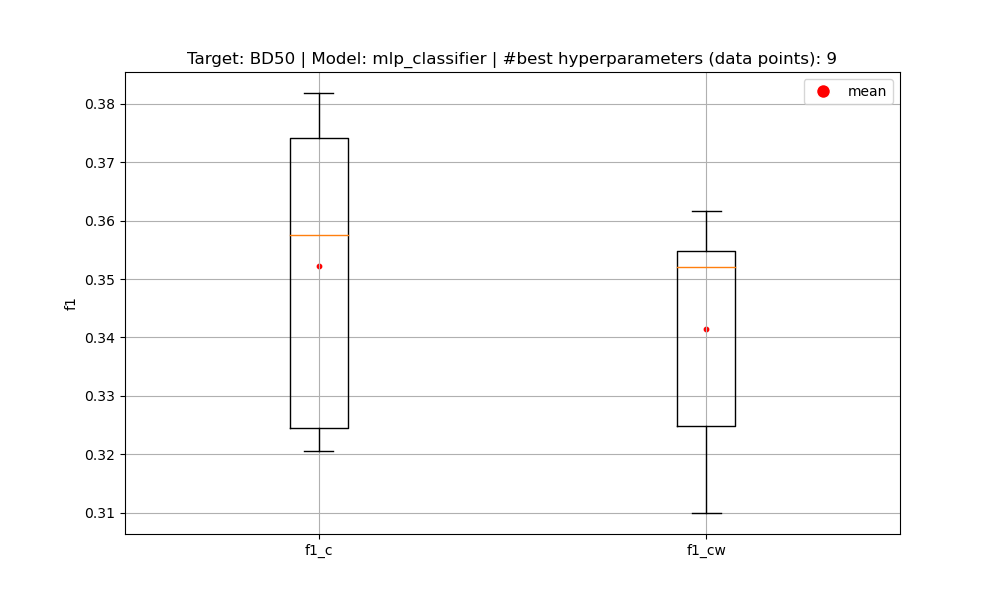 Target: BD50 | Model: mlp_classifier | #best hyperparameters (data points): 9
mean
0.38
0.37
0.36
0.35
0.34
0.33
0.32
0.31
f1
f1_c
f1_cw